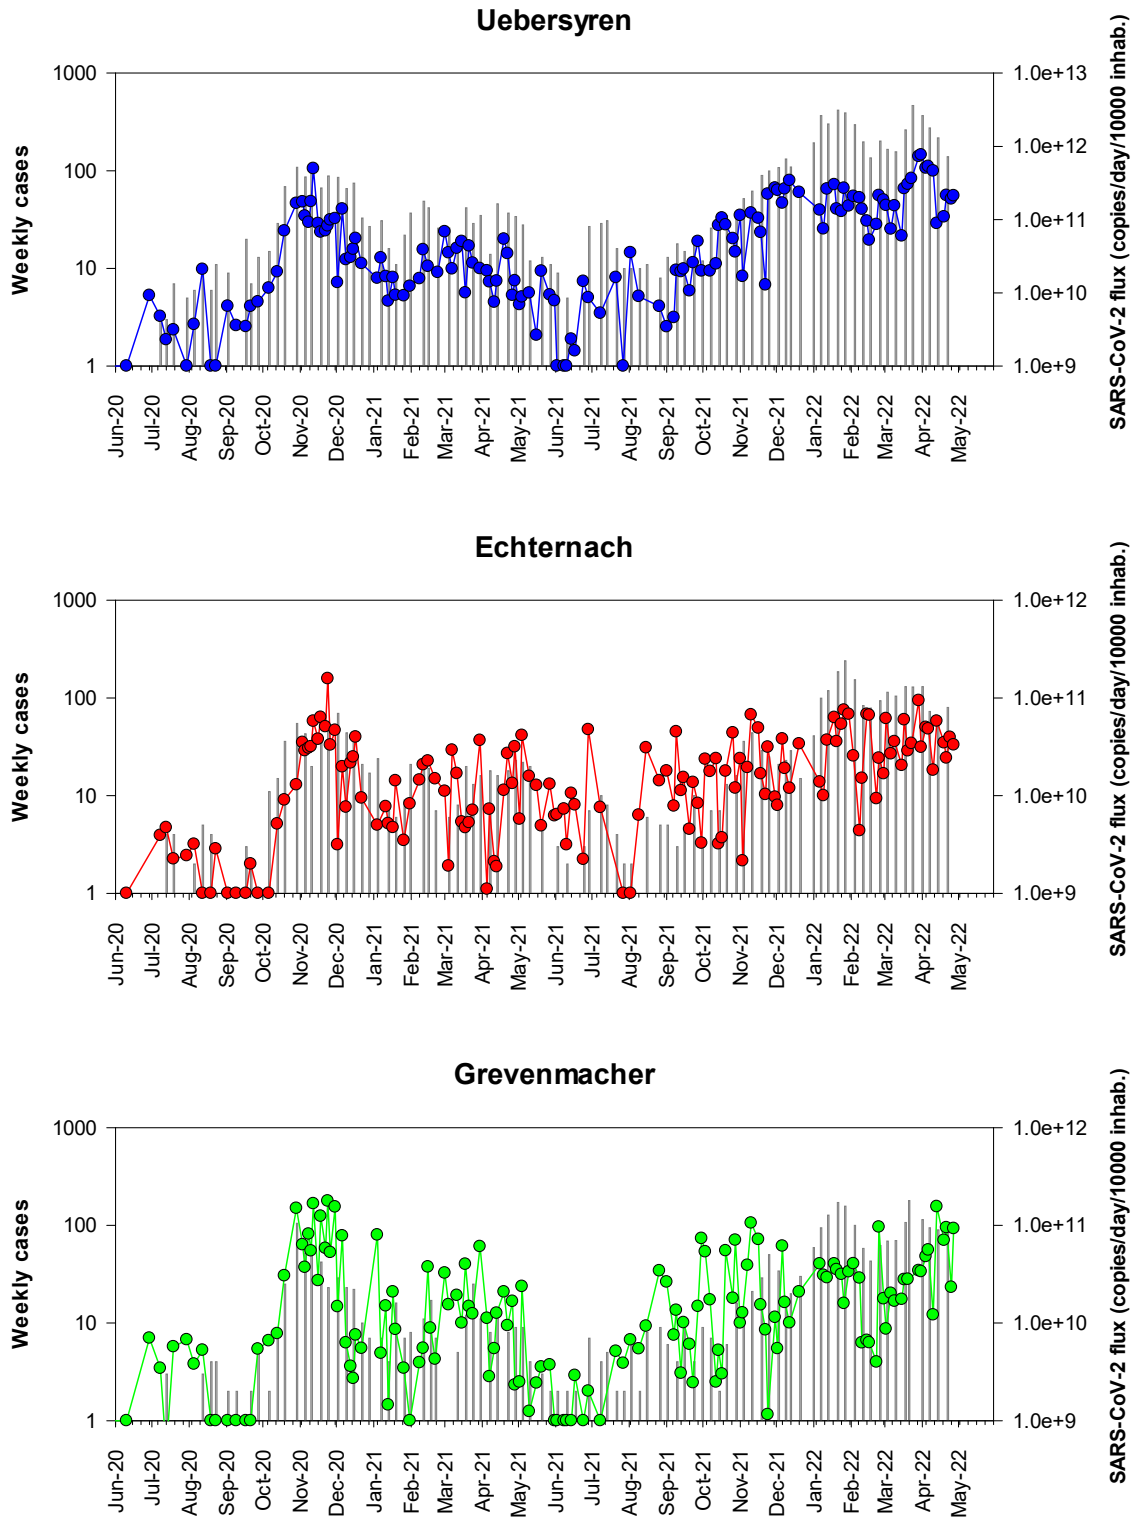 Uebersyren
Weekly cases
1000
100
10
1
1.0e+13
1.0e+12
1.0e+11
1.0e+10
1.0e+9
SARS-CoV-2 flux (copies/day/10000 inhab.)
Jun-20
Jul-20
Aug-20
Sep-20
Oct-20
Nov-20
Dec-20
Jan-21
Feb-21
Mar-21
Apr-21
May-21
Jun-21
Jul-21
Aug-21
Sep-21
Oct-21
Nov-21
Dec-21
Jan-22
Feb-22
Mar-22
Apr-22
May-22
Echternach
Weekly cases
1000
100
10
1
1.0e+12
1.0e+11
1.0e+10
1.0e+9
SARS-CoV-2 flux (copies/day/10000 inhab.)
Jun-20
Jul-20
Aug-20
Sep-20
Oct-20
Nov-20
Dec-20
Jan-21
Feb-21
Mar-21
Apr-21
May-21
Jun-21
Jul-21
Aug-21
Sep-21
Oct-21
Nov-21
Dec-21
Jan-22
Feb-22
Mar-22
Apr-22
May-22
Grevenmacher
Weekly cases
1000
100
10
1
1.0e+12
1.0e+11
1.0e+10
1.0e+9
SARS-CoV-2 flux (copies/day/10000 inhab.)
Jun-20
Jul-20
Aug-20
Sep-20
Oct-20
Nov-20
Dec-20
Jan-21
Feb-21
Mar-21
Apr-21
May-21
Jun-21
Jul-21
Aug-21
Sep-21
Oct-21
Nov-21
Dec-21
Jan-22
Feb-22
Mar-22
Apr-22
May-22